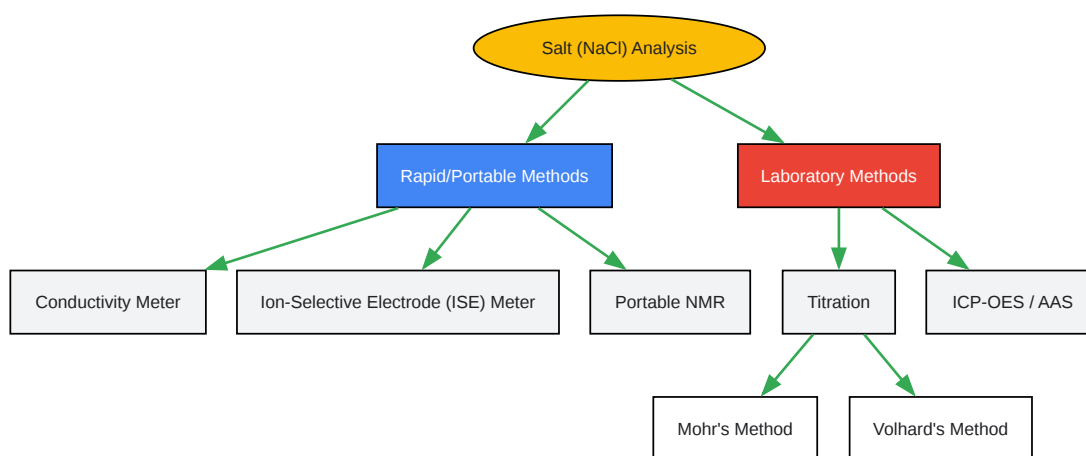 Salt (NaCl) Analysis
Rapid/Portable Methods
Laboratory Methods
Conductivity Meter
Ion-Selective Electrode (ISE) Meter
Portable NMR
Titration
ICP-OES / AAS
Mohr's Method
Volhard's Method